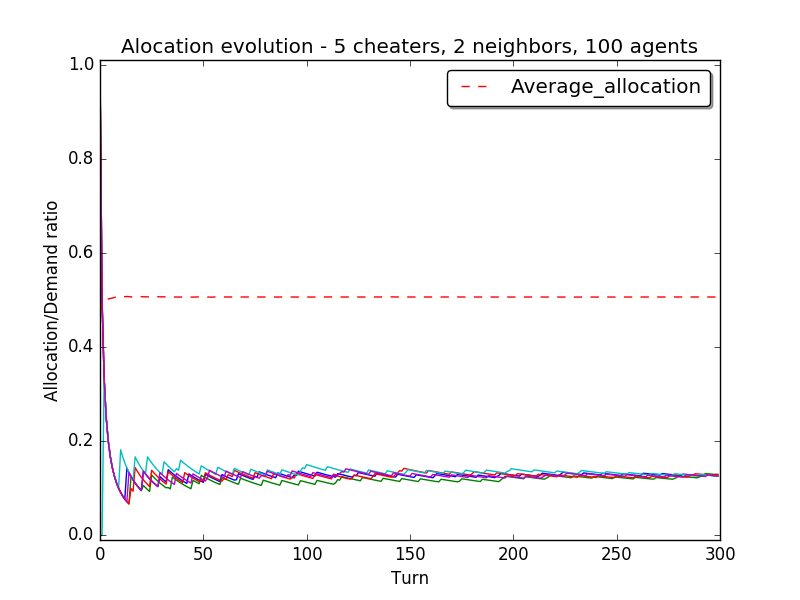 Alocation evolution - 5 cheaters, 2 neighbors, 100 agents
Average_allocation
1.0
0.8
0.6
0.4
0.2
0.0
Allocation/Demand ratio
0 50 100 150 200 250 300
Turn